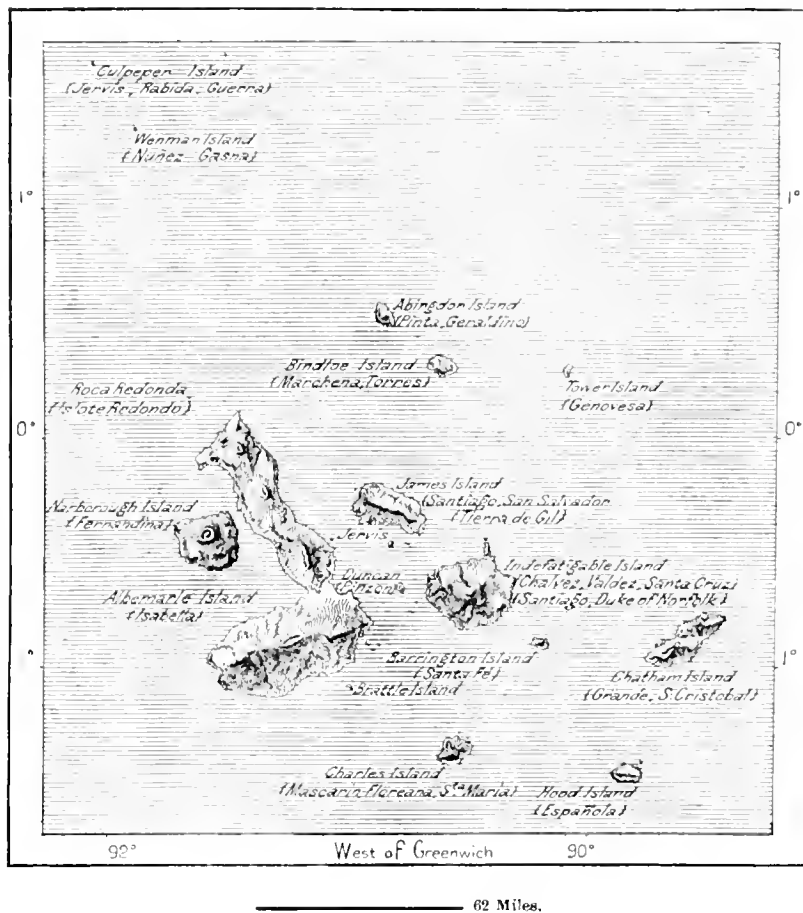 Culpeper Island
(Jervis, Rabida, Guerra)
Wenman Island
(Nuñez Gasna)
1°
1°
Abingdon Island
(Pinta, Geraldino)
Bindloe Island
(Marchena, Torres)
Tower Island
(Genovesa)
Roca Redonda
(Islote Redondo)
0°
0°
James Island
(Santiago, San Salvador
(Tierra de Gil)
Narborough Island
(Fernandina)
Jervis
Indefatigable Island
(Chavez, Valdez, Santa Cruz)
(Santiago, Duke of Norfolk)
Duncan
(Pinzon)
Albemarle Island
(Isabella)
Barrington Island
(Santa Fé)
1°
1°
Brattle Island
Chatham Island
(Grande, S. Cristobal)
Charles Island
(Mascarin Floreana, Sta Maria)
Hood Island
(Española)
92°
West of Greenwich
90°
62 Miles.